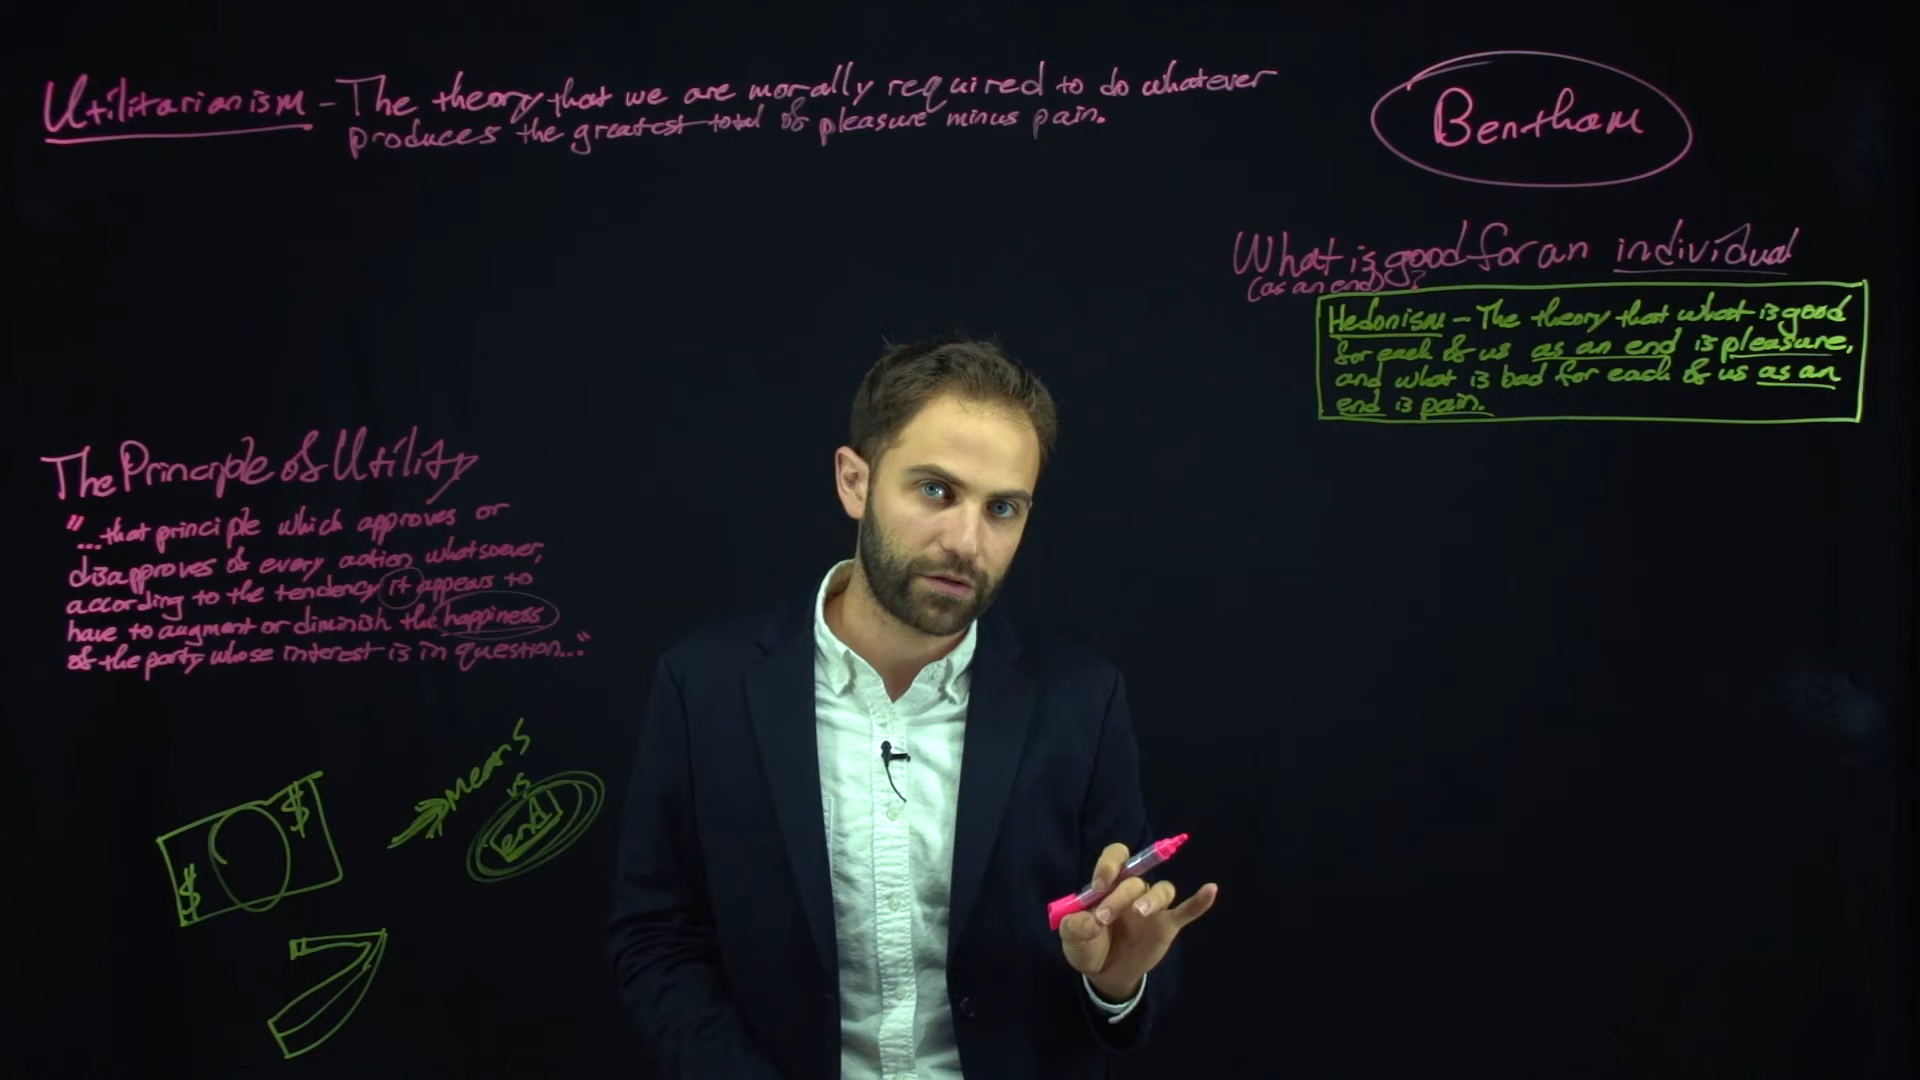 Utilitarianism - The theory that we are morally required to do whatever
produces the greatest total of pleasure minus pain.
Bentham
What is good for an individual
(as an end)?
Hedonism - The theory that what is good
for each of us as an end is pleasure,
and what is bad for each of us as an
end is pain.
The Principle of Utility
"...that principle which approves or
disapproves of every action whatsoever,
according to the tendency it appears to
have to augment or diminish the happiness
of the party whose interest is in question..."
Means
vs
end
$
$